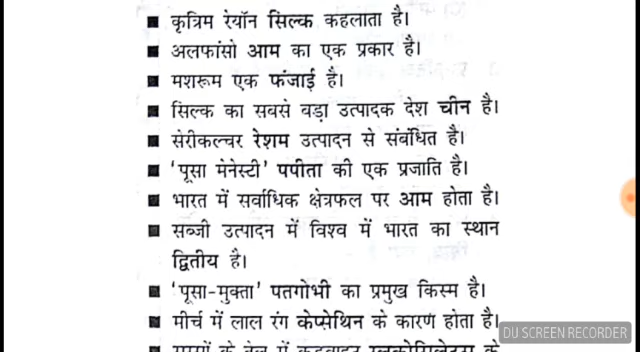 ■ कृत्रिम रेयॉन सिल्क कहलाता है।
■ अलफांसो आम का एक प्रकार है।
■ मशरूम एक फंजाई है।
■ सिल्क का सबसे बड़ा उत्पादक देश चीन है।
■ सेरीकल्चर रेशम उत्पादन से संबंधित है।
■ 'पूसा मेनेस्टी' पपीता की एक प्रजाति है।
■ भारत में सर्वाधिक क्षेत्रफल पर आम होता है।
■ सब्जी उत्पादन में विश्व में भारत का स्थान
द्वितीय है।
■ 'पूसा-मुक्ता' पतगोभी का प्रमुख किस्म है।
■ मीर्च में लाल रंग केप्सेथिन के कारण होता है।
DU SCREEN RECORDER